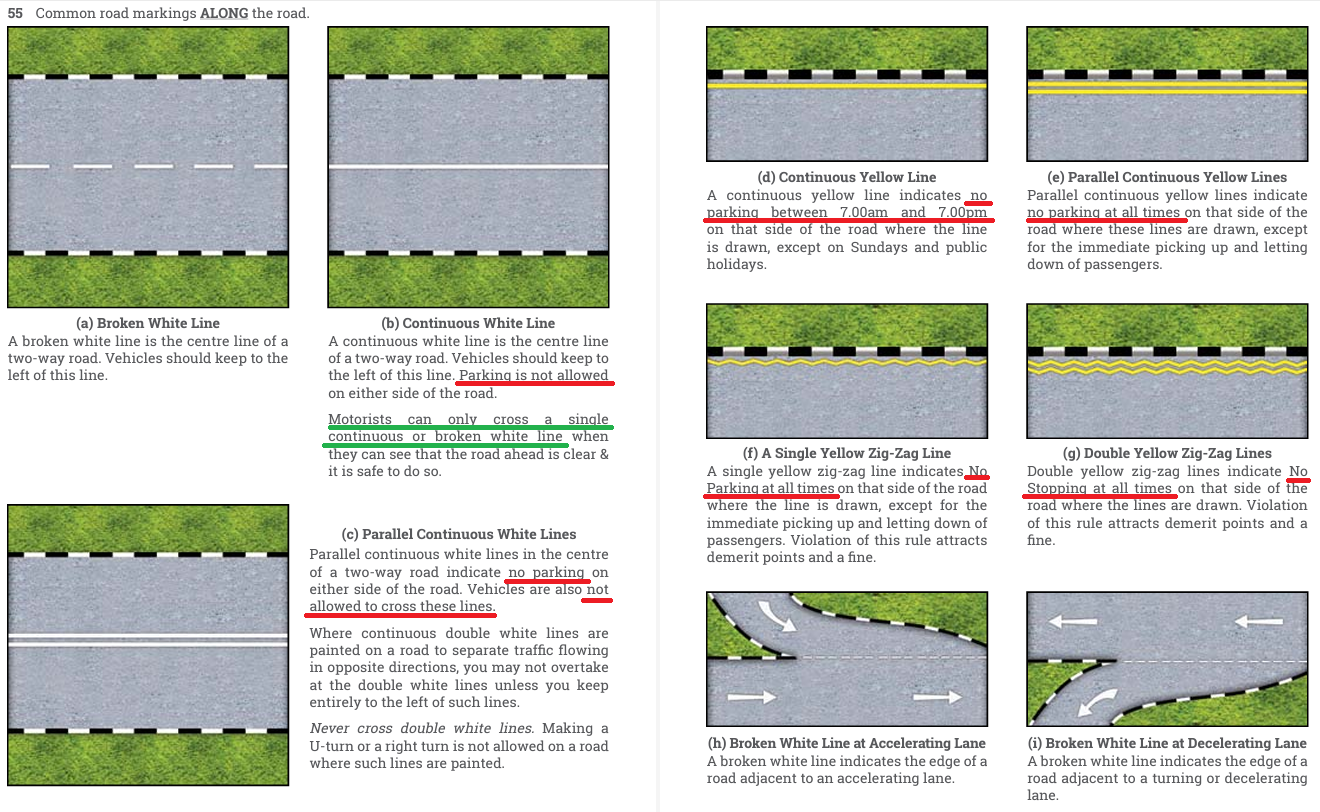 55 Common road markings ALONG the road.
(a) Broken White Line
A broken white line is the centre line of a
two-way road. Vehicles should keep to the
left of this line.
(b) Continuous White Line
A continuous white line is the centre line
of a two-way road. Vehicles should keep to
the left of this line. Parking is not allowed
on either side of the road.
Motorists can only cross a single
continuous or broken white line when
they can see that the road ahead is clear &
it is safe to do so.
(c) Parallel Continuous White Lines
Parallel continuous white lines in the centre
of a two-way road indicate no parking on
either side of the road. Vehicles are also not
allowed to cross these lines.
Where continuous double white lines are
painted on a road to separate traffic flowing
in opposite directions, you may not overtake
at the double white lines unless you keep
entirely to the left of such lines.
Never cross double white lines. Making a
U-turn or a right turn is not allowed on a road
where such lines are painted.
(d) Continuous Yellow Line
A continuous yellow line indicates no
parking between 7.00am and 7.00pm
on that side of the road where the line
is drawn, except on Sundays and public
holidays.
(e) Parallel Continuous Yellow Lines
Parallel continuous yellow lines indicate
no parking at all times on that side of the
road where these lines are drawn, except
for the immediate picking up and letting
down of passengers.
(f) A Single Yellow Zig-Zag Line
A single yellow zig-zag line indicates No
Parking at all times on that side of the road
where the line is drawn, except for the
immediate picking up and letting down of
passengers. Violation of this rule attracts
demerit points and a fine.
(g) Double Yellow Zig-Zag Lines
Double yellow zig-zag lines indicate No
Stopping at all times on that side of the
road where the lines are drawn. Violation
of this rule attracts demerit points and a
fine.
(h) Broken White Line at Accelerating Lane
A broken white line indicates the edge of a
road adjacent to an accelerating lane.
(i) Broken White Line at Decelerating Lane
A broken white line indicates the edge of a
road adjacent to a turning or decelerating
lane.